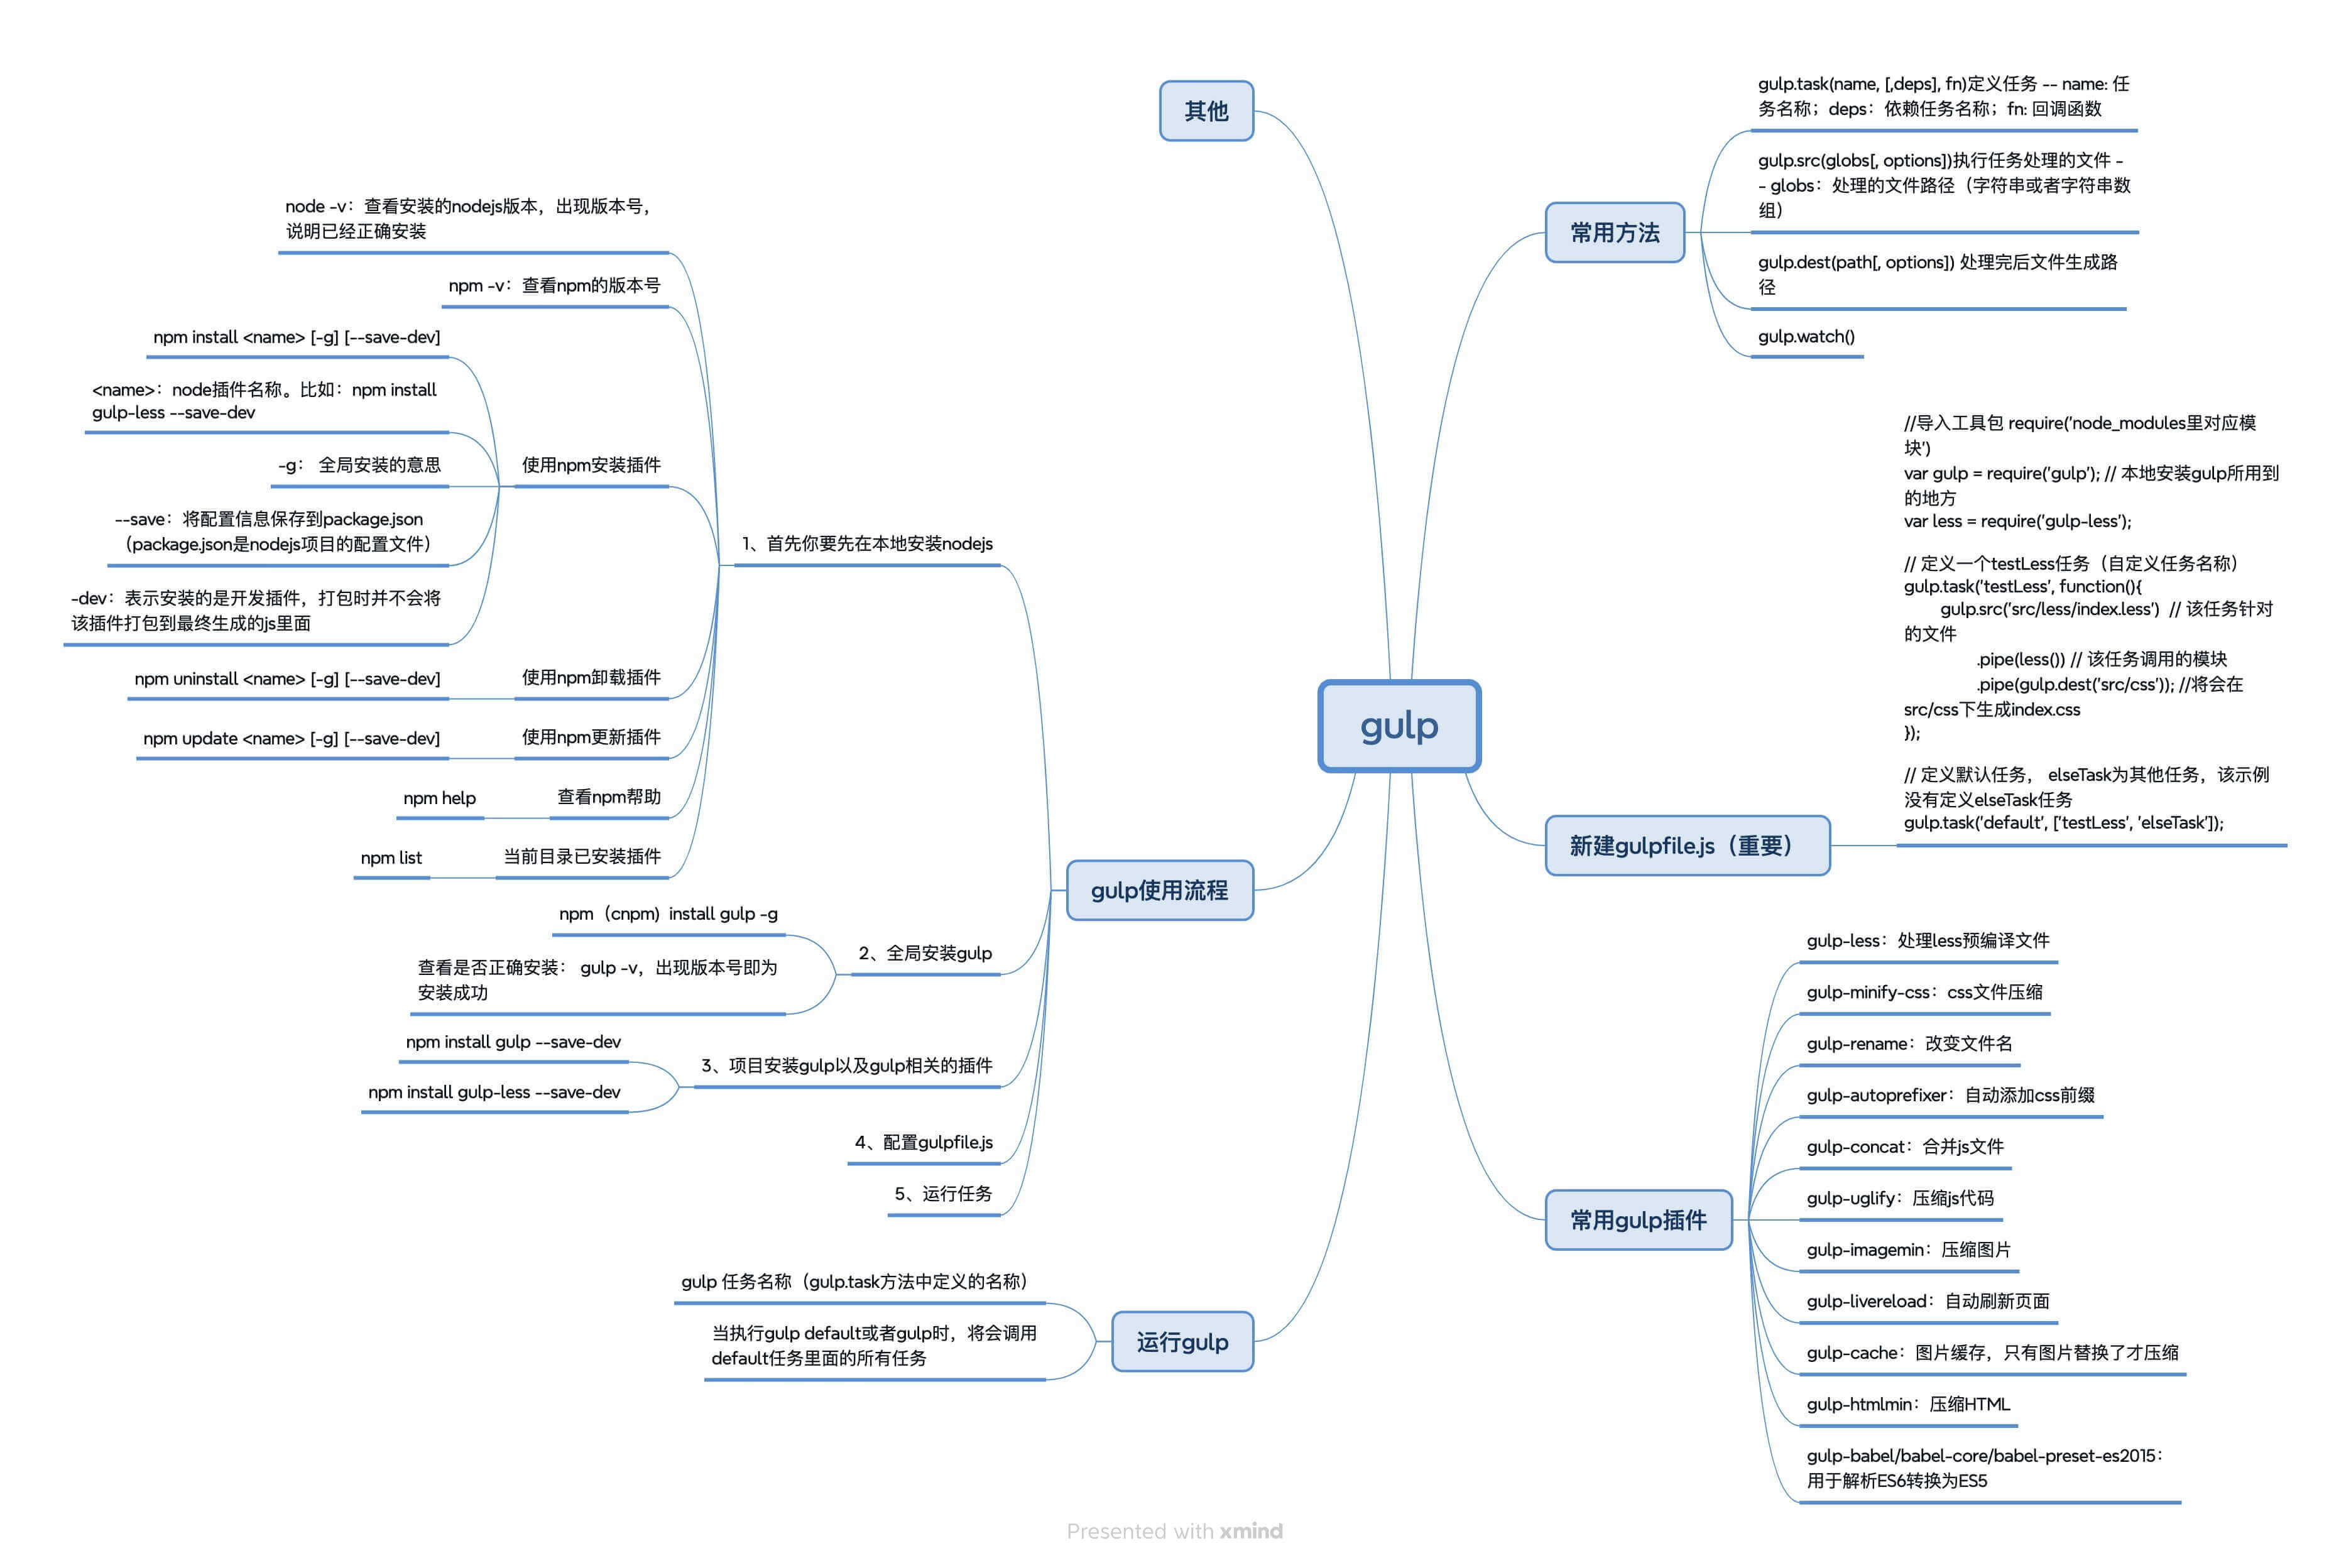 gulp
常用方法
gulp.task(name, [,deps], fn)定义任务 -- name: 任
务名称；deps：依赖任务名称；fn: 回调函数
gulp.src(globs[, options])执行任务处理的文件 -
- globs：处理的文件路径（字符串或者字符串数
组）
gulp.dest(path[, options]) 处理完后文件生成路
径
gulp.watch()
新建gulpfile.js（重要）
//导入工具包 require('node_modules里对应模
块')
var gulp = require('gulp'); // 本地安装gulp所用到
的地方
var less = require('gulp-less');
// 定义一个testLess任务（自定义任务名称）
gulp.task('testLess', function(){
gulp.src('src/less/index.less') // 该任务针对
的文件
.pipe(less()) // 该任务调用的模块
.pipe(gulp.dest('src/css')); //将会在
src/css下生成index.css
});
// 定义默认任务， elseTask为其他任务，该示例
没有定义elseTask任务
gulp.task('default', ['testLess', 'elseTask']);
常用gulp插件
gulp-less：处理less预编译文件
gulp-minify-css：css文件压缩
gulp-rename：改变文件名
gulp-autoprefixer：自动添加css前缀
gulp-concat：合并js文件
gulp-uglify：压缩js代码
gulp-imagemin：压缩图片
gulp-livereload：自动刷新页面
gulp-cache：图片缓存，只有图片替换了才压缩
gulp-htmlmin：压缩HTML
gulp-babel/babel-core/babel-preset-es2015：
用于解析ES6转换为ES5
其他
gulp使用流程
1、首先你要先在本地安装nodejs
node -v：查看安装的nodejs版本，出现版本号，
说明已经正确安装
npm -v：查看npm的版本号
使用npm安装插件
npm install <name> [-g] [--save-dev]
<name>：node插件名称。比如：npm install
gulp-less --save-dev
-g： 全局安装的意思
--save：将配置信息保存到package.json
（package.json是nodejs项目的配置文件）
-dev：表示安装的是开发插件，打包时并不会将
该插件打包到最终生成的js里面
使用npm卸载插件
npm uninstall <name> [-g] [--save-dev]
使用npm更新插件
npm update <name> [-g] [--save-dev]
查看npm帮助
npm help
当前目录已安装插件
npm list
2、全局安装gulp
npm（cnpm）install gulp -g
查看是否正确安装： gulp -v，出现版本号即为
安装成功
3、项目安装gulp以及gulp相关的插件
npm install gulp --save-dev
npm install gulp-less --save-dev
4、配置gulpfile.js
5、运行任务
运行gulp
gulp 任务名称（gulp.task方法中定义的名称）
当执行gulp default或者gulp时，将会调用
default任务里面的所有任务
Presented with xmind